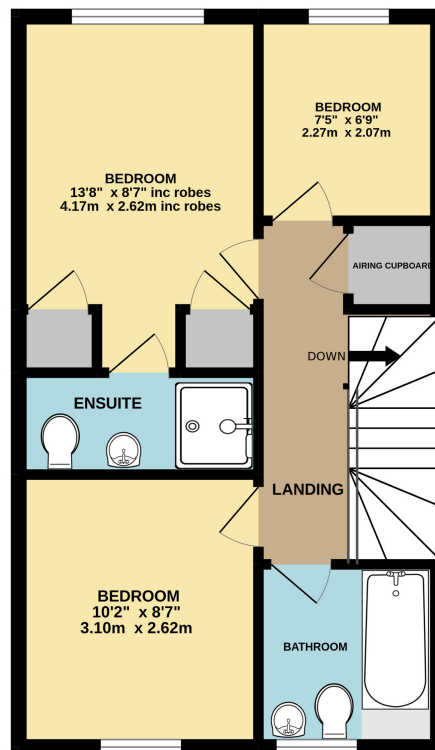 BEDROOM
13'8" x 8'7" inc robes
4.17m x 2.62m inc robes
BEDROOM
7'5" x 6'9"
2.27m x 2.07m
AIRING CUPBOARD
DOWN
ENSUITE
LANDING
BEDROOM
10'2" x 8'7"
3.10m x 2.62m
BATHROOM